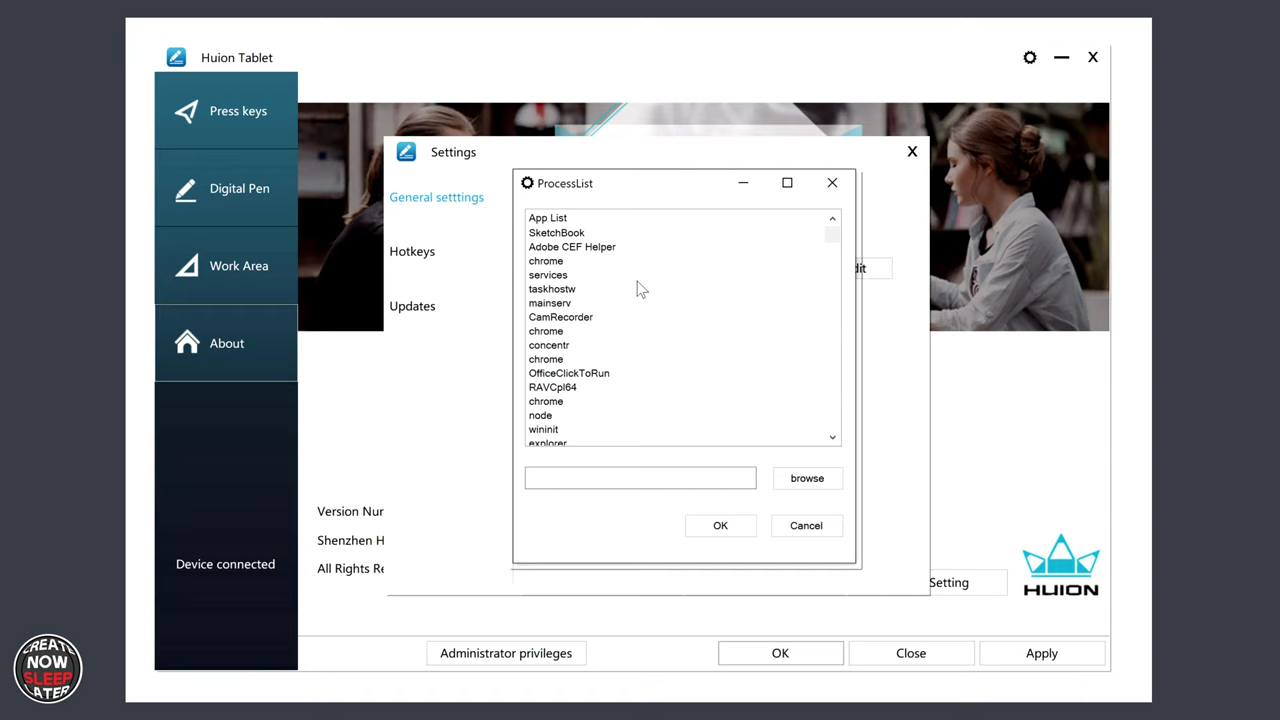 Huion Tablet
X
Press keys
Digital Pen
Work Area
About
Device connected
Settings
X
General setttings
Hotkeys
Updates
dit
ProcessList
App List
SketchBook
Adobe CEF Helper
chrome
services
taskhostw
mainserv
CamRecorder
chrome
concentr
chrome
OfficeClickToRun
RAVCpl64
chrome
node
wininit
explorer
browse
OK
Cancel
Version Nur
Shenzhen H
All Rights Re
Setting
HUION
Administrator privileges
OK
Close
Apply
CREATE
NOW
SLEEP
LATER